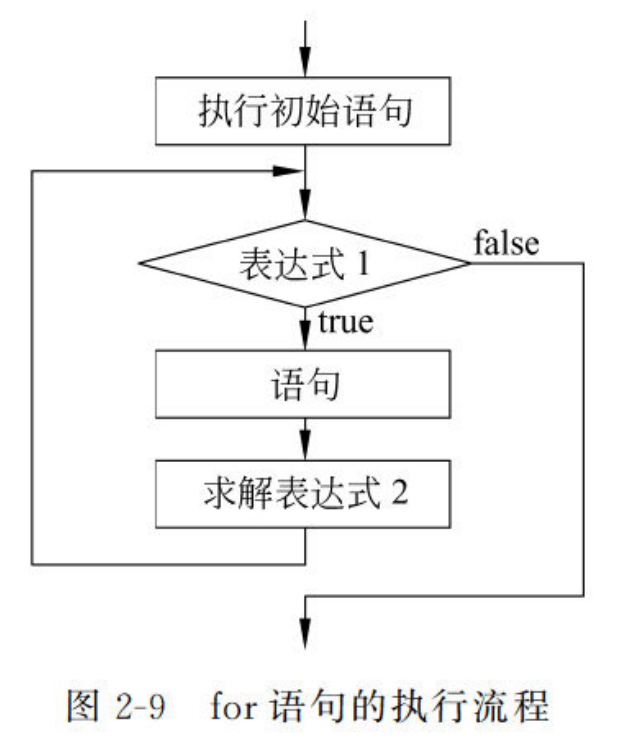 执行初始语句
表达式 1
false
true
语句
求解表达式 2
图 2-9 for 语句的执行流程